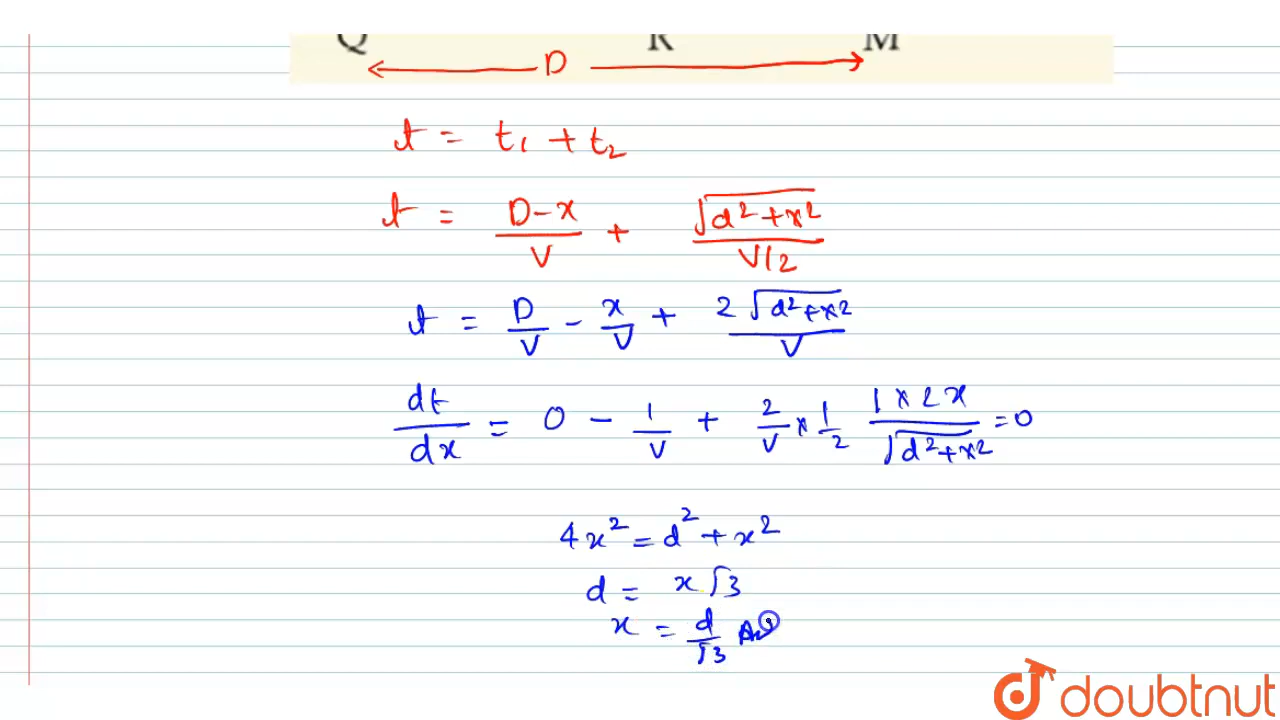 Q R M
D
t = t1 + t2
t = D-x/V + √d²+x²/V/2
t = D/V - x/V + 2√d²+x²/V
dt/dx = 0 - 1/V + 2/V × 1/2 1×2x/√d²+x² = 0
4x² = d² + x²
d = x√3
x = d/√3 Ans
doubtnut